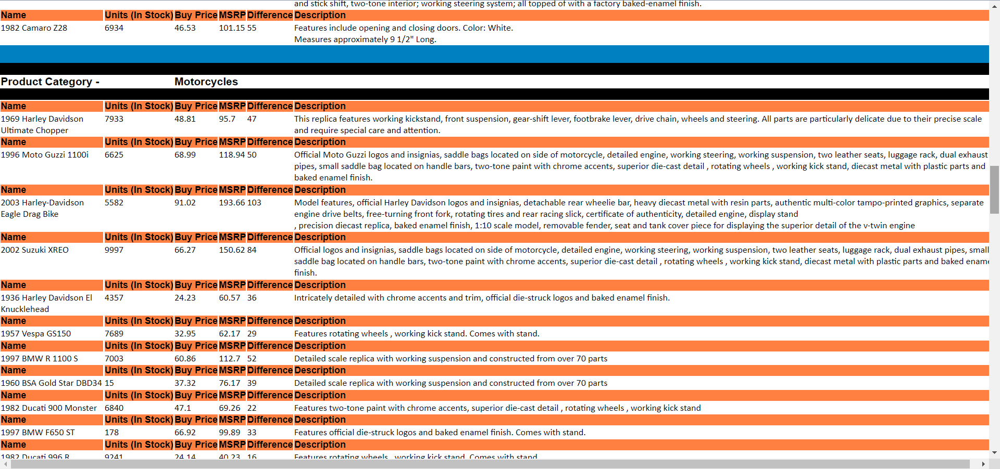 and stick shift, two-tone interior; working steering system; all topped of with a factory baked-enamel finish.
Name Units (In Stock) Buy Price MSRP Difference Description
1982 Camaro Z28 6934 46.53 101.15 55 Features include opening and closing doors. Color: White.
Measures approximately 9 1/2" Long.
Product Category - Motorcycles
Name Units (In Stock) Buy Price MSRP Difference Description
1969 Harley Davidson 7933 48.81 95.7 47 This replica features working kickstand, front suspension, gear-shift lever, footbrake lever, drive chain, wheels and steering. All parts are particularly delicate due to their precise scale
Ultimate Chopper and require special care and attention.
Name Units (In Stock) Buy Price MSRP Difference Description
1996 Moto Guzzi 1100i 6625 68.99 118.94 50 Official Moto Guzzi logos and insignias, saddle bags located on side of motorcycle, detailed engine, working steering, working suspension, two leather seats, luggage rack, dual exhaust
pipes, small saddle bag located on handle bars, two-tone paint with chrome accents, superior die-cast detail , rotating wheels , working kick stand, diecast metal with plastic parts and
baked enamel finish.
Name Units (In Stock) Buy Price MSRP Difference Description
2003 Harley-Davidson 5582 91.02 193.66 103 Model features, official Harley Davidson logos and insignias, detachable rear wheelie bar, heavy diecast metal with resin parts, authentic multi-color tampo-printed graphics, separate
Eagle Drag Bike engine drive belts, free-turning front fork, rotating tires and rear racing slick, certificate of authenticity, detailed engine, display stand
, precision diecast replica, baked enamel finish, 1:10 scale model, removable fender, seat and tank cover piece for displaying the superior detail of the v-twin engine
Name Units (In Stock) Buy Price MSRP Difference Description
2002 Suzuki XREO 9997 66.27 150.62 84 Official logos and insignias, saddle bags located on side of motorcycle, detailed engine, working steering, working suspension, two leather seats, luggage rack, dual exhaust pipes, small
saddle bag located on handle bars, two-tone paint with chrome accents, superior die-cast detail , rotating wheels , working kick stand, diecast metal with plastic parts and baked ename
finish.
Name Units (In Stock) Buy Price MSRP Difference Description
1936 Harley Davidson El 4357 24.23 60.57 36 Intricately detailed with chrome accents and trim, official die-struck logos and baked enamel finish.
Knucklehead
Name Units (In Stock) Buy Price MSRP Difference Description
1957 Vespa GS150 7689 32.95 62.17 29 Features rotating wheels , working kick stand. Comes with stand.
Name Units (In Stock) Buy Price MSRP Difference Description
1997 BMW R 1100 S 7003 60.86 112.7 52 Detailed scale replica with working suspension and constructed from over 70 parts
Name Units (In Stock) Buy Price MSRP Difference Description
1960 BSA Gold Star DBD34 15 37.32 76.17 39 Detailed scale replica with working suspension and constructed from over 70 parts
Name Units (In Stock) Buy Price MSRP Difference Description
1982 Ducati 900 Monster 6840 47.1 69.26 22 Features two-tone paint with chrome accents, superior die-cast detail , rotating wheels , working kick stand
Name Units (In Stock) Buy Price MSRP Difference Description
1997 BMW F650 ST 178 66.92 99.89 33 Features official die-struck logos and baked enamel finish. Comes with stand.
Name Units (In Stock) Buy Price MSRP Difference Description
1982 Ducati 996 R 9241 24.14 40.23 16 Features rotating wheels , working kick stand. Comes with stand.